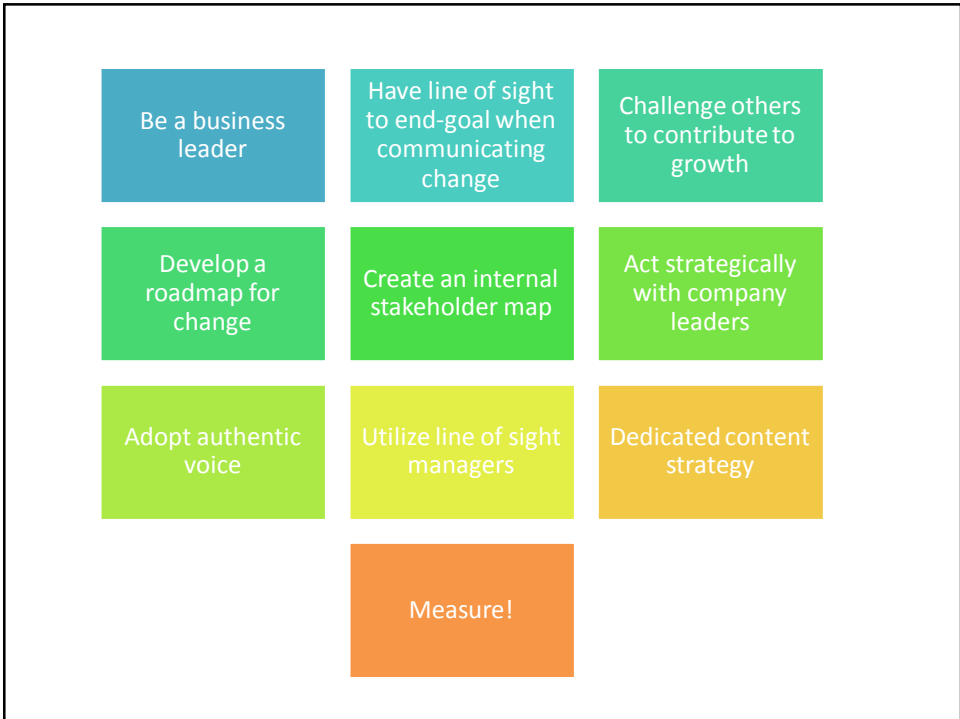 Be a business
leader
Have line of sight
to end-goal when
communicating
change
Challenge others
to contribute to
growth
Develop a
roadmap for
change
Create an internal
stakeholder map
Act strategically
with company
leaders
Adopt authentic
voice
Utilize line of sight
managers
Dedicated content
strategy
Measure!